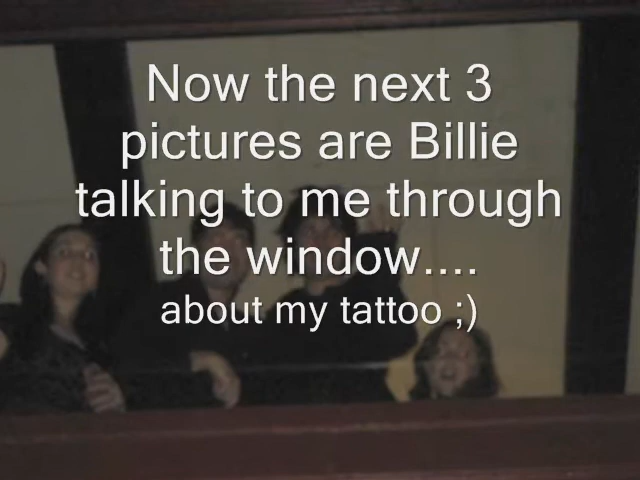 Now the next 3
pictures are Billie
talking to me through
the window....
about my tattoo ;)